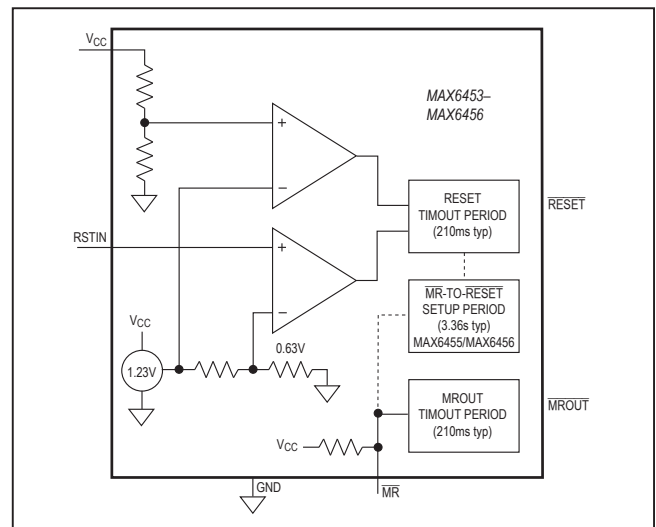 VCC
MAX6453–
MAX6456
RESET
TIMOUT PERIOD
(210ms typ)
RESET
RSTIN
MR-TO-RESET
SETUP PERIOD
(3.36s typ)
MAX6455/MAX6456
VCC
0.63V
1.23V
MROUT
TIMOUT PERIOD
(210ms typ)
MROUT
VCC
GND
MR